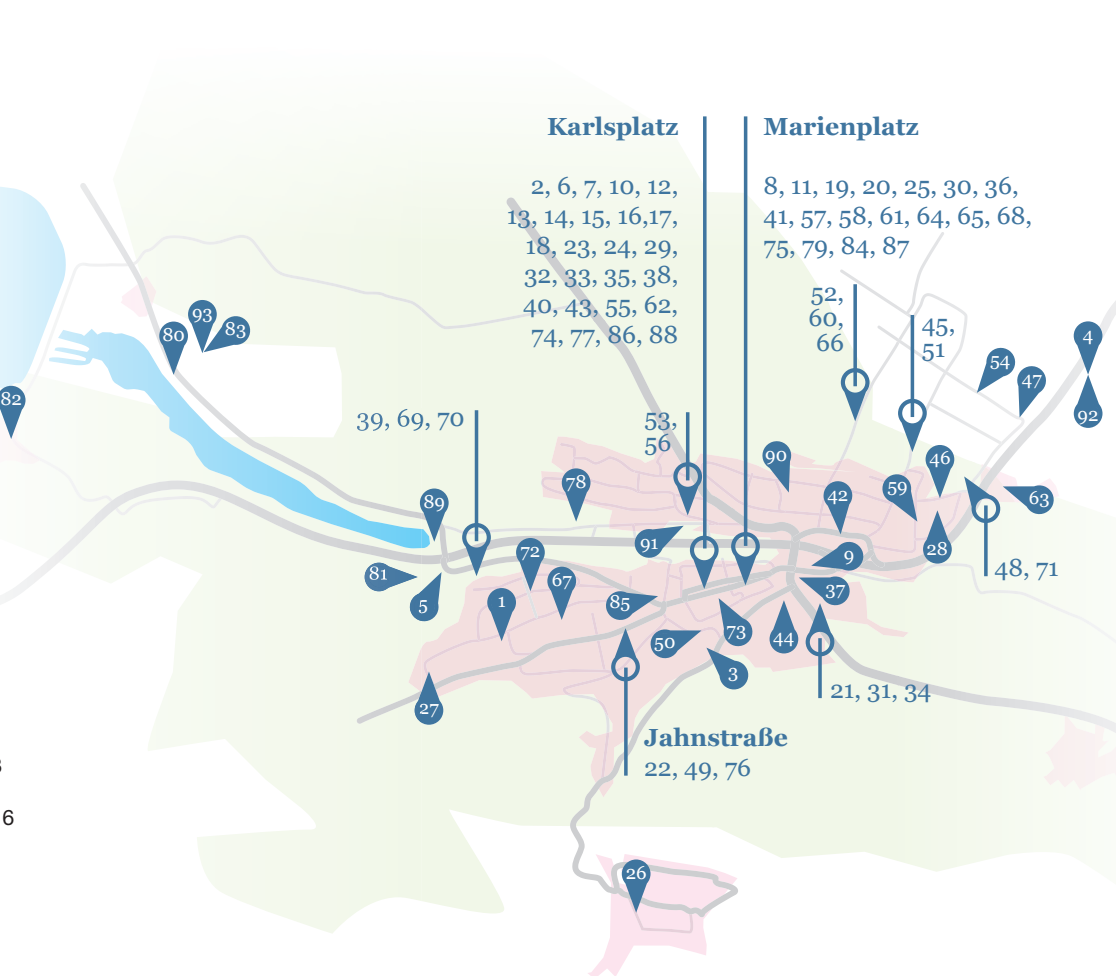 Karlsplatz
2, 6, 7, 10, 12,
13, 14, 15, 16,17,
18, 23, 24, 29,
32, 33, 35, 38,
40, 43, 55, 62,
74, 77, 86, 88
Marienplatz
8, 11, 19, 20, 25, 30, 36,
41, 57, 58, 61, 64, 65, 68,
75, 79, 84, 87
52,
60,
66
45,
51
93
80
83
4
54
47
82
92
39, 69, 70
53,
56
90
46
78
59
42
63
89
91
28
72
9
48, 71
81
67
37
5
1
85
73
44
50
3
21, 31, 34
27
Jahnstraße
22, 49, 76
6
26